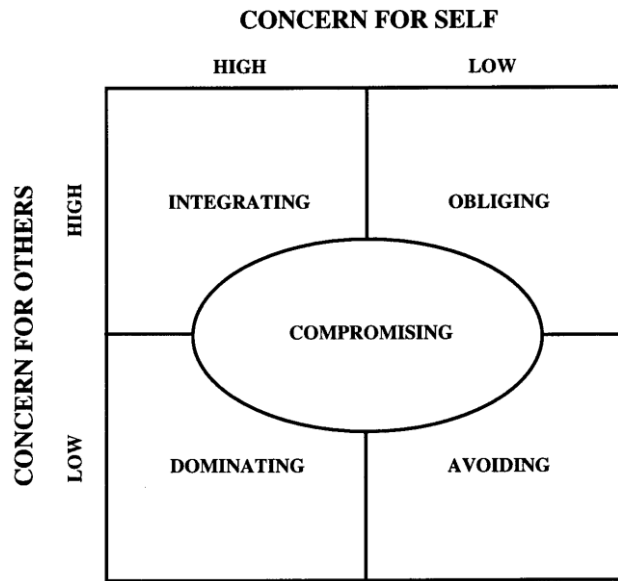 CONCERN FOR SELF
HIGH LOW
CONCERN FOR OTHERS
HIGH
INTEGRATING OBLIGING
COMPROMISING
LOW
DOMINATING AVOIDING